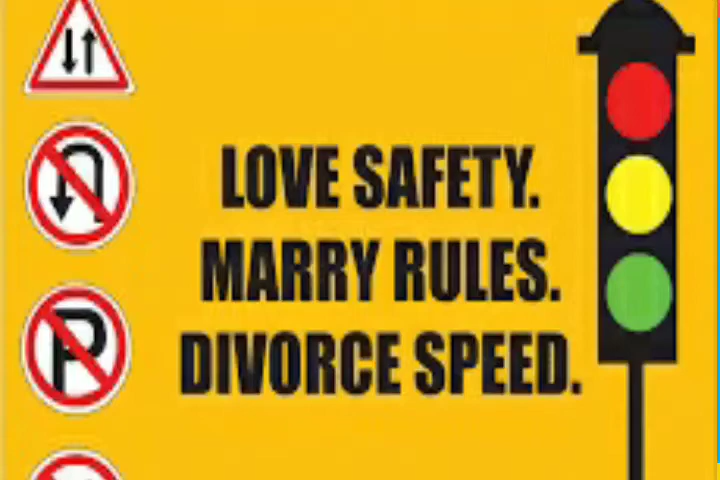 P
LOVE SAFETY.
MARRY RULES.
DIVORCE SPEED.